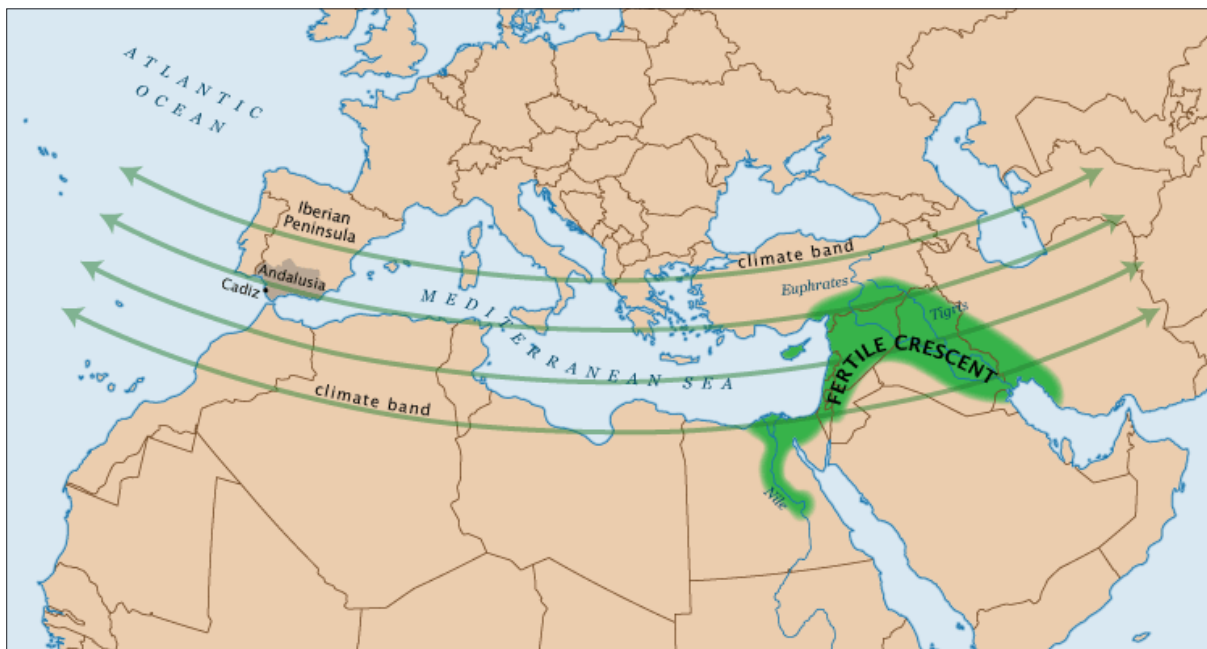 ATLANTIC
OCEAN
Iberian
Peninsula
Andalusia
Cadiz
climate band
Euphrates
Tigris
MEDITERRANEAN SEA
FERTILE CRESCENT
climate band
Nile